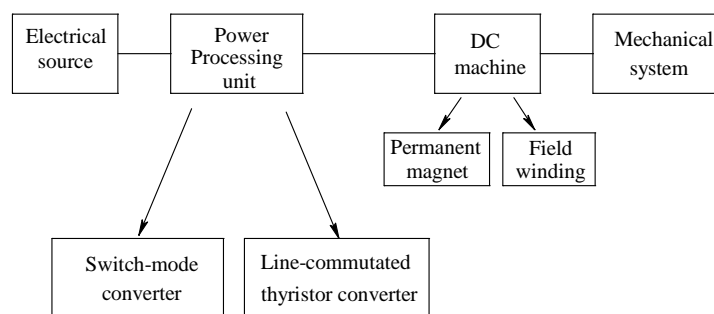 Electrical
source
Power
Processing
unit
DC
machine
Mechanical
system
Permanent
magnet
Field
winding
Switch-mode
converter
Line-commutated
thyristor converter